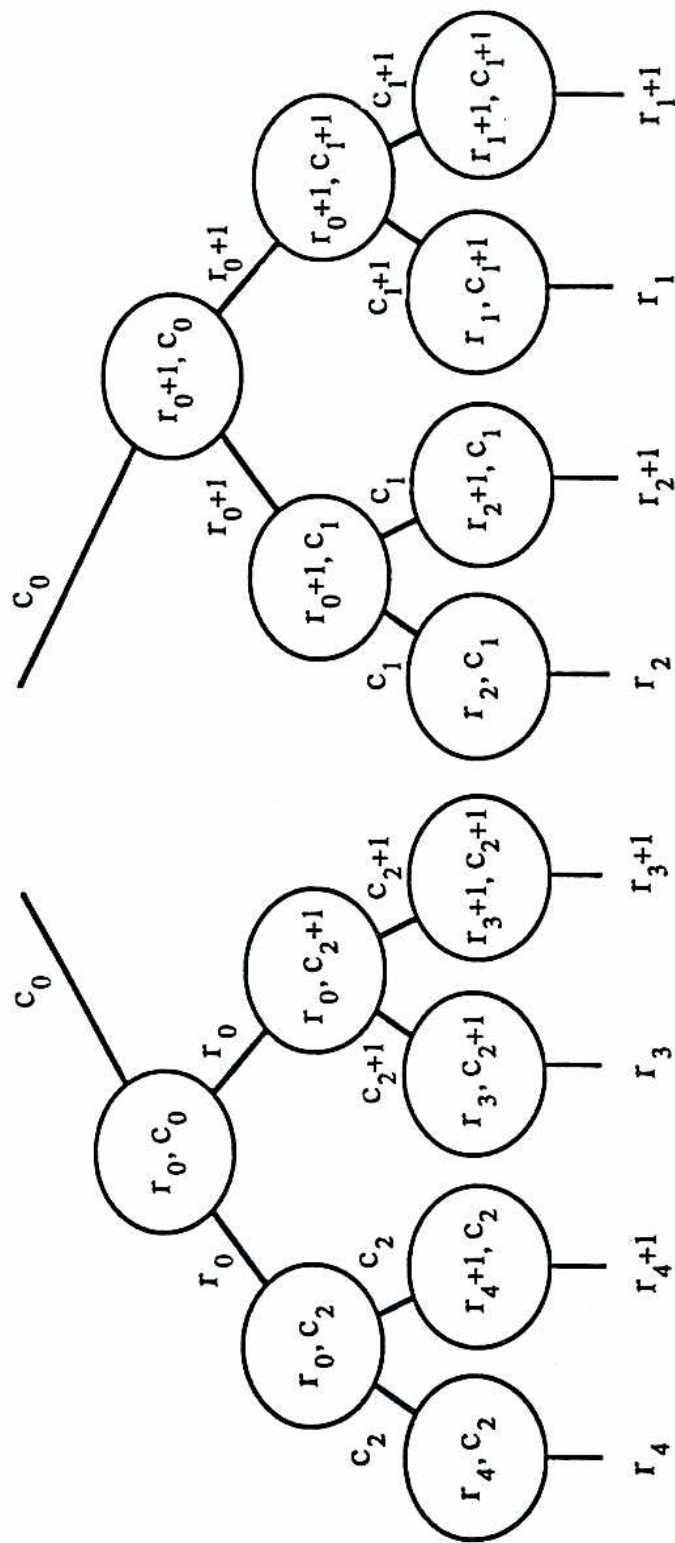 c₀ c₀
r₀, c₀ r₀+1, c₀
r₀ r₀ r₀+1 r₀+1
r₀, c₂ r₀, c₂+1 r₀+1, c₁ r₀+1, c₁+1
c₂ c₂ c₂+1 c₂+1 c₁ c₁ c₁+1 c₁+1
r₄, c₂ r₄+1, c₂ r₃, c₂+1 r₃+1, c₂+1 r₂, c₁ r₂+1, c₁ r₁, c₁+1 r₁+1, c₁+1
r₄ r₄+1 r₃ r₃+1 r₂ r₂+1 r₁ r₁+1